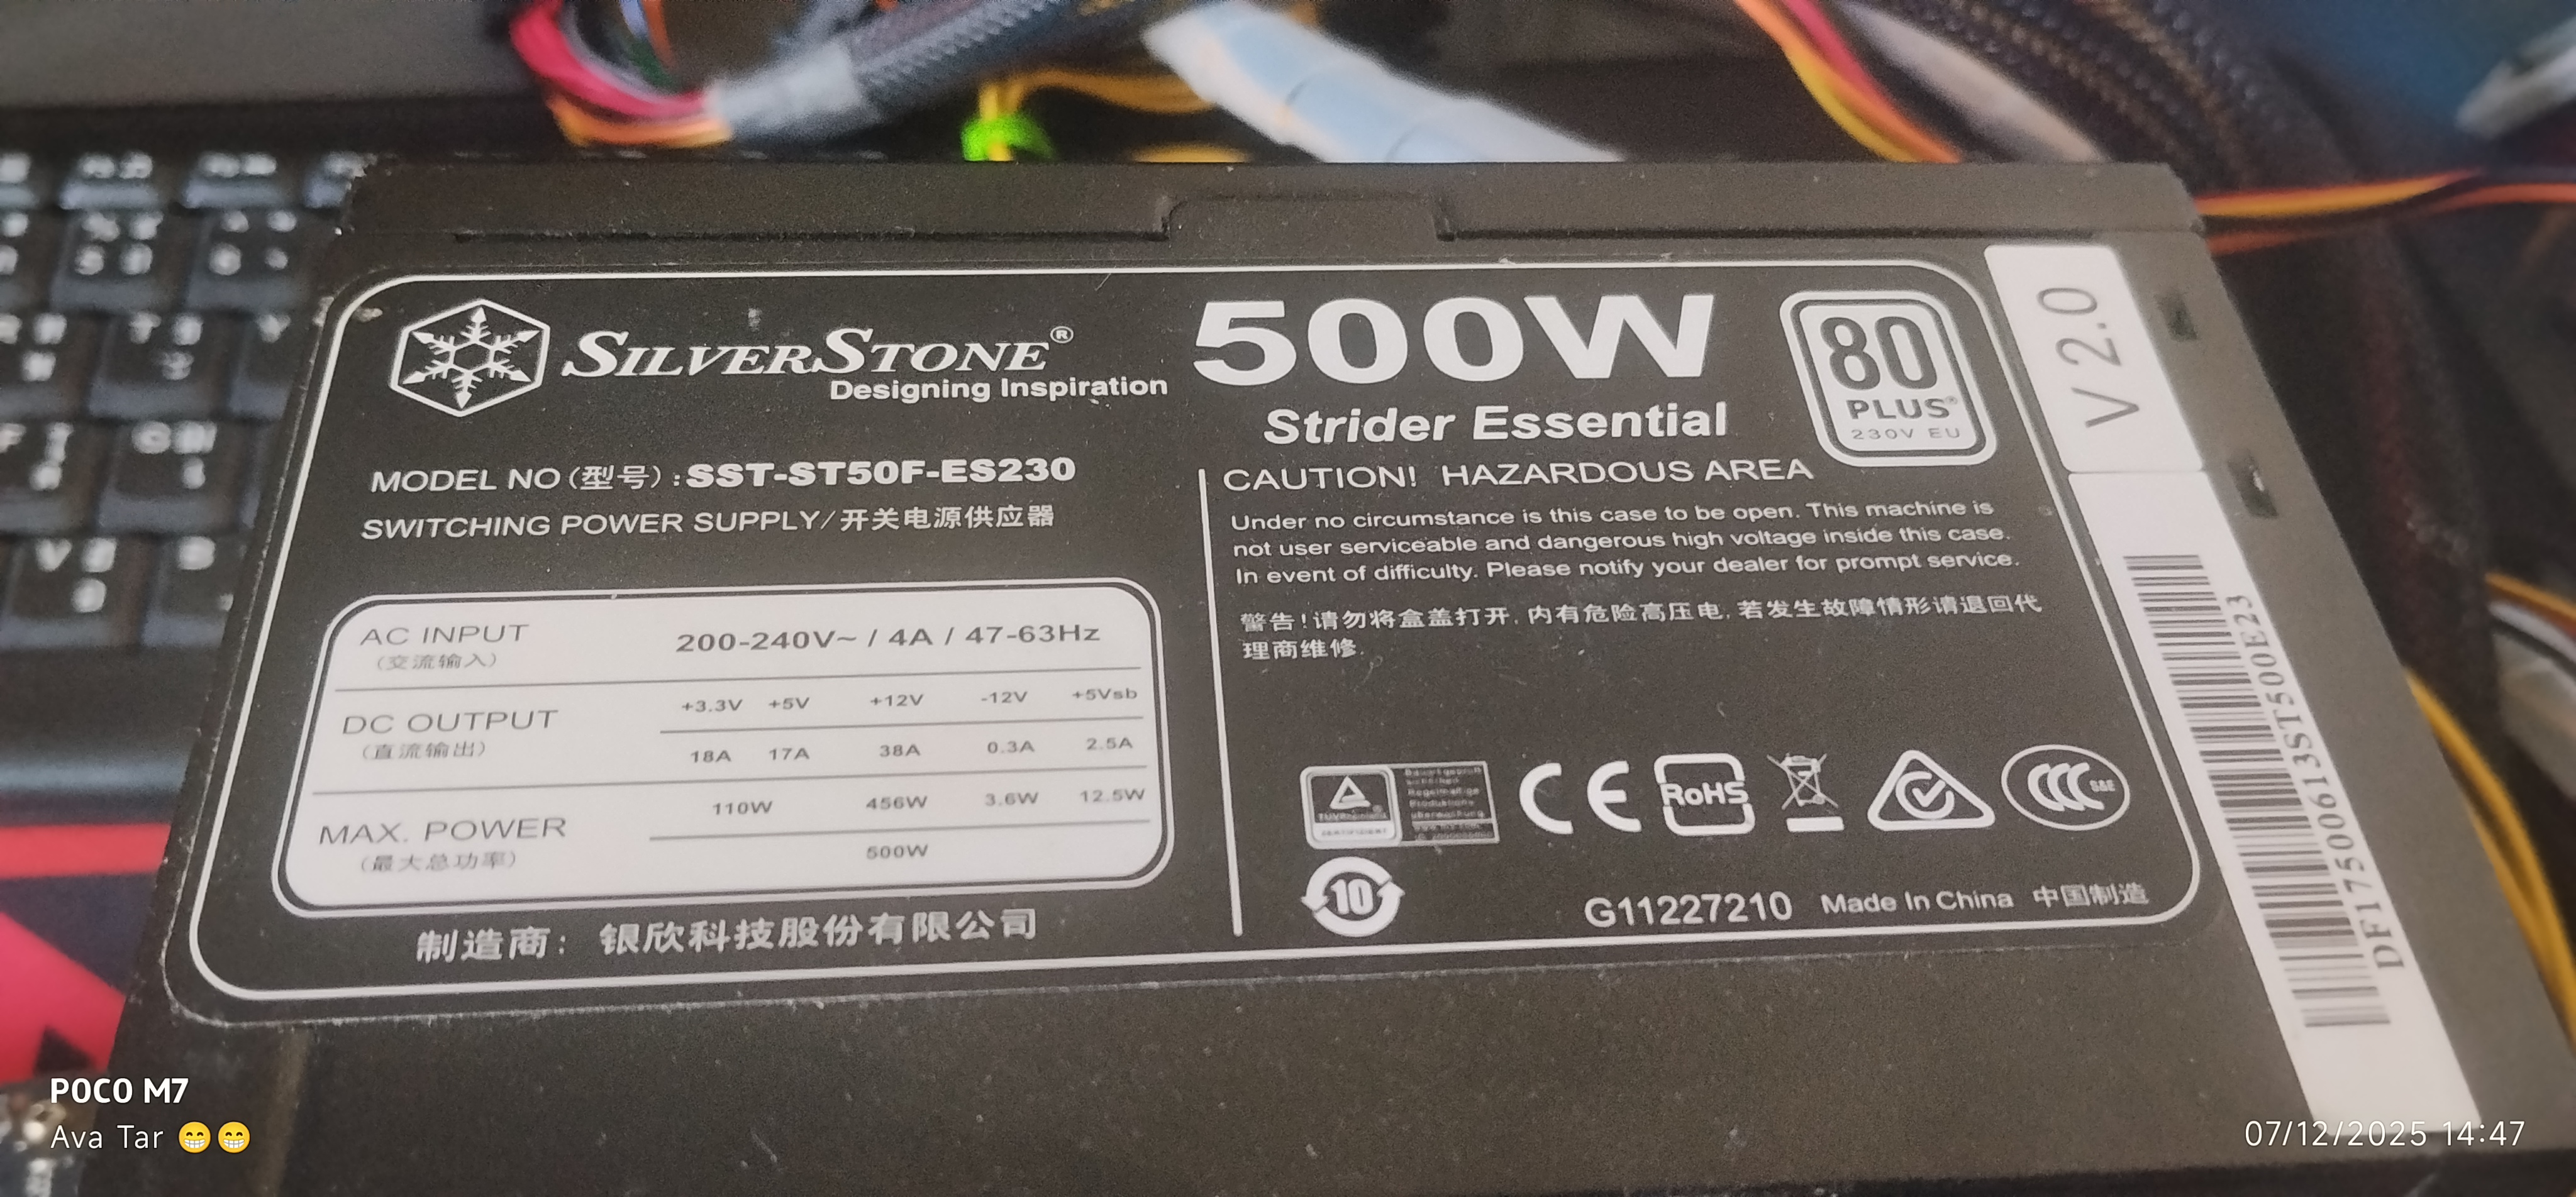 SILVERSTONE®
Designing Inspiration
500W
Strider Essential
80
PLUS®
230V EU
V 2.0
MODEL NO (型号) : SST-ST50F-ES230
SWITCHING POWER SUPPLY/开关电源供应器
AC INPUT 200-240V~ / 4A / 47-63Hz
(交流输入)
DC OUTPUT +3.3V +5V +12V -12V +5Vsb
(直流输出) 18A 17A 38A 0.3A 2.5A
MAX. POWER 110W 456W 3.6W 12.5W
(最大总功率) 500W
制造商: 银欣科技股份有限公司
CAUTION! HAZARDOUS AREA
Under no circumstance is this case to be open. This machine is
not user serviceable and dangerous high voltage inside this case.
In event of difficulty. Please notify your dealer for prompt service.
警告!请勿将盒盖打开, 内有危险高压电, 若发生故障情形请退回代
理商维修.
CE RoHS CCC S&E
10
G11227210 Made In China 中国制造
DF17500613ST500E23
POCO M7
Ava Tar 😁😁
07/12/2025 14:47